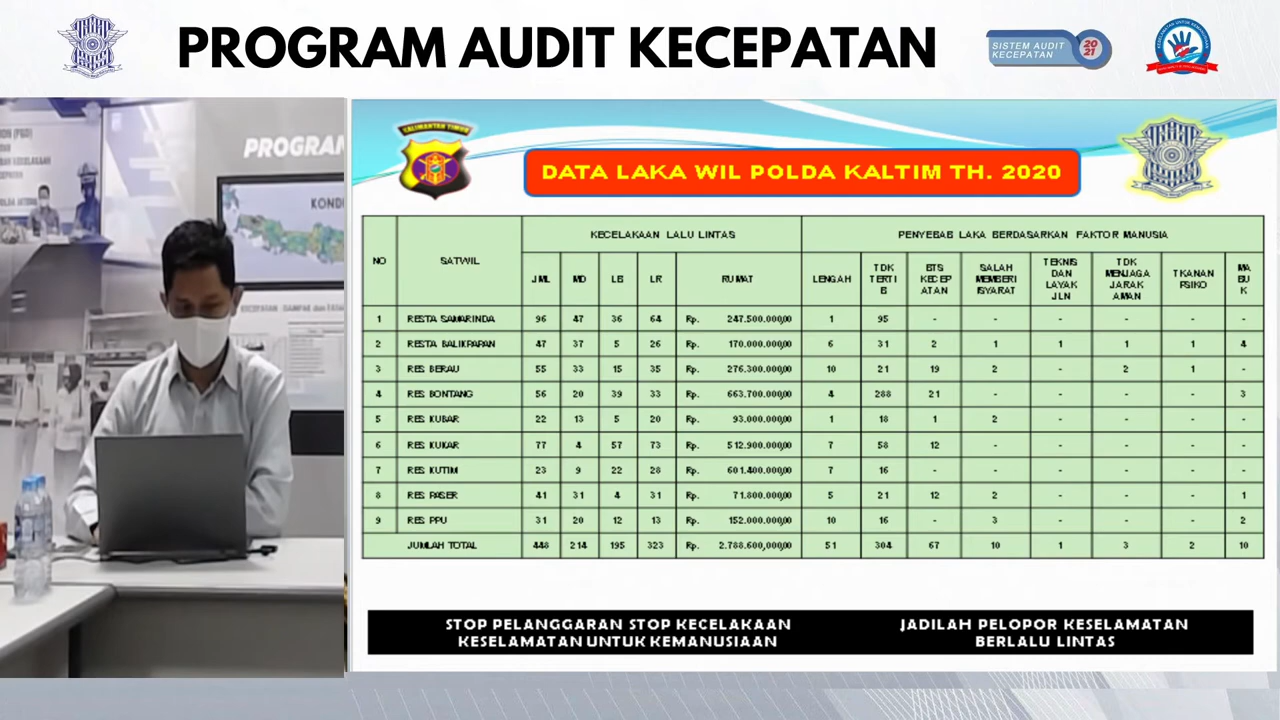 PROGRAM AUDIT KECEPATAN
SISTEM AUDIT
KECEPATAN
20
21
PROGRAM
KALIMANTAN TIMUR
DATA LAKA WIL POLDA KALTIM TH. 2020
NO SATWIL KECELAKAAN LALU LINTAS PENYEBAB LAKA BERDASARKAN FAKTOR MANUSIA
JML MD LB LR RUMAT LENGAH TDK TERTI B BTS KECEP ATAN SALAH MEMBERI ISYARAT TEKNIS DAN LAYAK JLN TDK MENJAGA JARAK AMAN TKANAN PSIKO MA BU K
1 RESTA SAMARINDA 96 47 36 64 Rp. 247.500.000,00 1 95 - - - - - -
2 RESTA BALIKPAPAN 47 37 5 26 Rp. 170.000.000,00 6 31 2 1 1 1 1 4
3 RES BERAU 55 33 15 35 Rp. 276.300.000,00 10 21 19 2 - 2 1 -
4 RES BONTANG 56 20 39 33 Rp. 663.700.000,00 4 288 21 - - - - 3
5 RES KUBAR 22 13 5 20 Rp. 93.000.000,00 1 18 1 2 - - - -
6 RES KUKAR 77 4 57 73 Rp. 512.900.000,00 7 58 12 - - - - -
7 RES KUTIM 23 9 22 28 Rp. 601.400.000,00 7 16 - - - - - -
8 RES PASER 41 31 4 31 Rp. 71.800.000,00 5 21 12 2 - - - 1
9 RES PPU 31 20 12 13 Rp. 152.000.000,00 10 16 - 3 - - - 2
JUMLAH TOTAL 448 214 195 323 Rp. 2.788.600.000,00 51 304 67 10 1 3 2 10
STOP PELANGGARAN STOP KECELAKAAN
KESELAMATAN UNTUK KEMANUSIAAN
JADILAH PELOPOR KESELAMATAN
BERLALU LINTAS